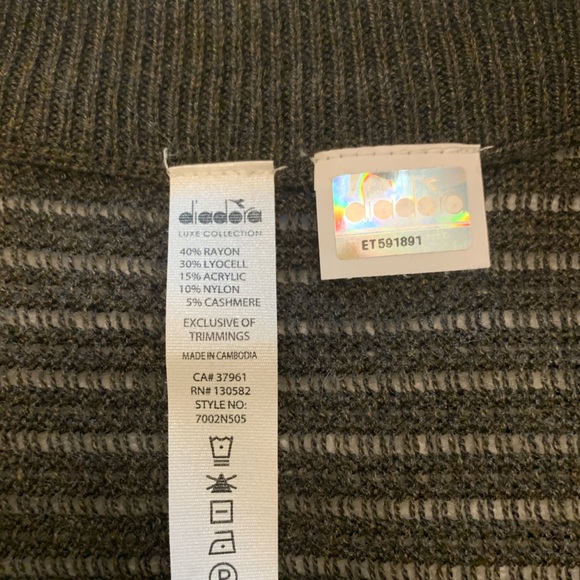 diadora
LUXE COLLECTION
40% RAYON
30% LYOCELL
15% ACRYLIC
10% NYLON
5% CASHMERE
EXCLUSIVE OF
TRIMMINGS
MADE IN CAMBODIA
CA# 37961
RN# 130582
STYLE NO:
7002N505
P
ET591891